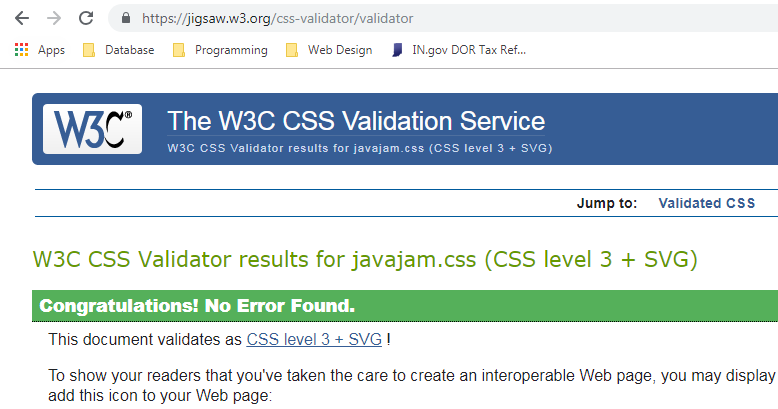 https://jigsaw.w3.org/css-validator/validator
Apps Database Programming Web Design IN.gov DOR Tax Ref...
W3C®
The W3C CSS Validation Service
W3C CSS Validator results for javajam.css (CSS level 3 + SVG)
Jump to: Validated CSS
W3C CSS Validator results for javajam.css (CSS level 3 + SVG)
Congratulations! No Error Found.
This document validates as CSS level 3 + SVG !
To show your readers that you've taken the care to create an interoperable Web page, you may display
add this icon to your Web page: